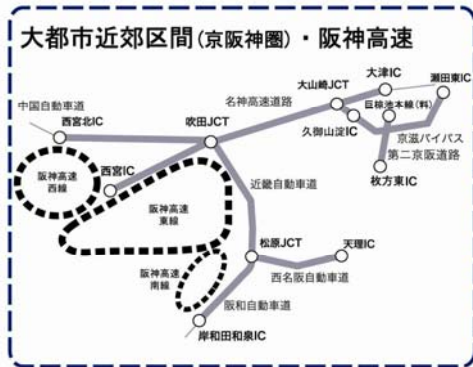 大都市近郊区間(京阪神圏)・阪神高速
大津IC
瀬田東IC
大山崎JCT
中国自動車道
西宮北IC
吹田JCT
名神高速道路
巨椋池本線(料)
久御山淀IC
京滋バイパス
第二京阪道路
枚方東IC
阪神高速
西線
西宮IC
阪神高速
東線
近畿自動車道
松原JCT
天理IC
西名阪自動車道
阪神高速
南線
阪和自動車道
岸和田和泉IC